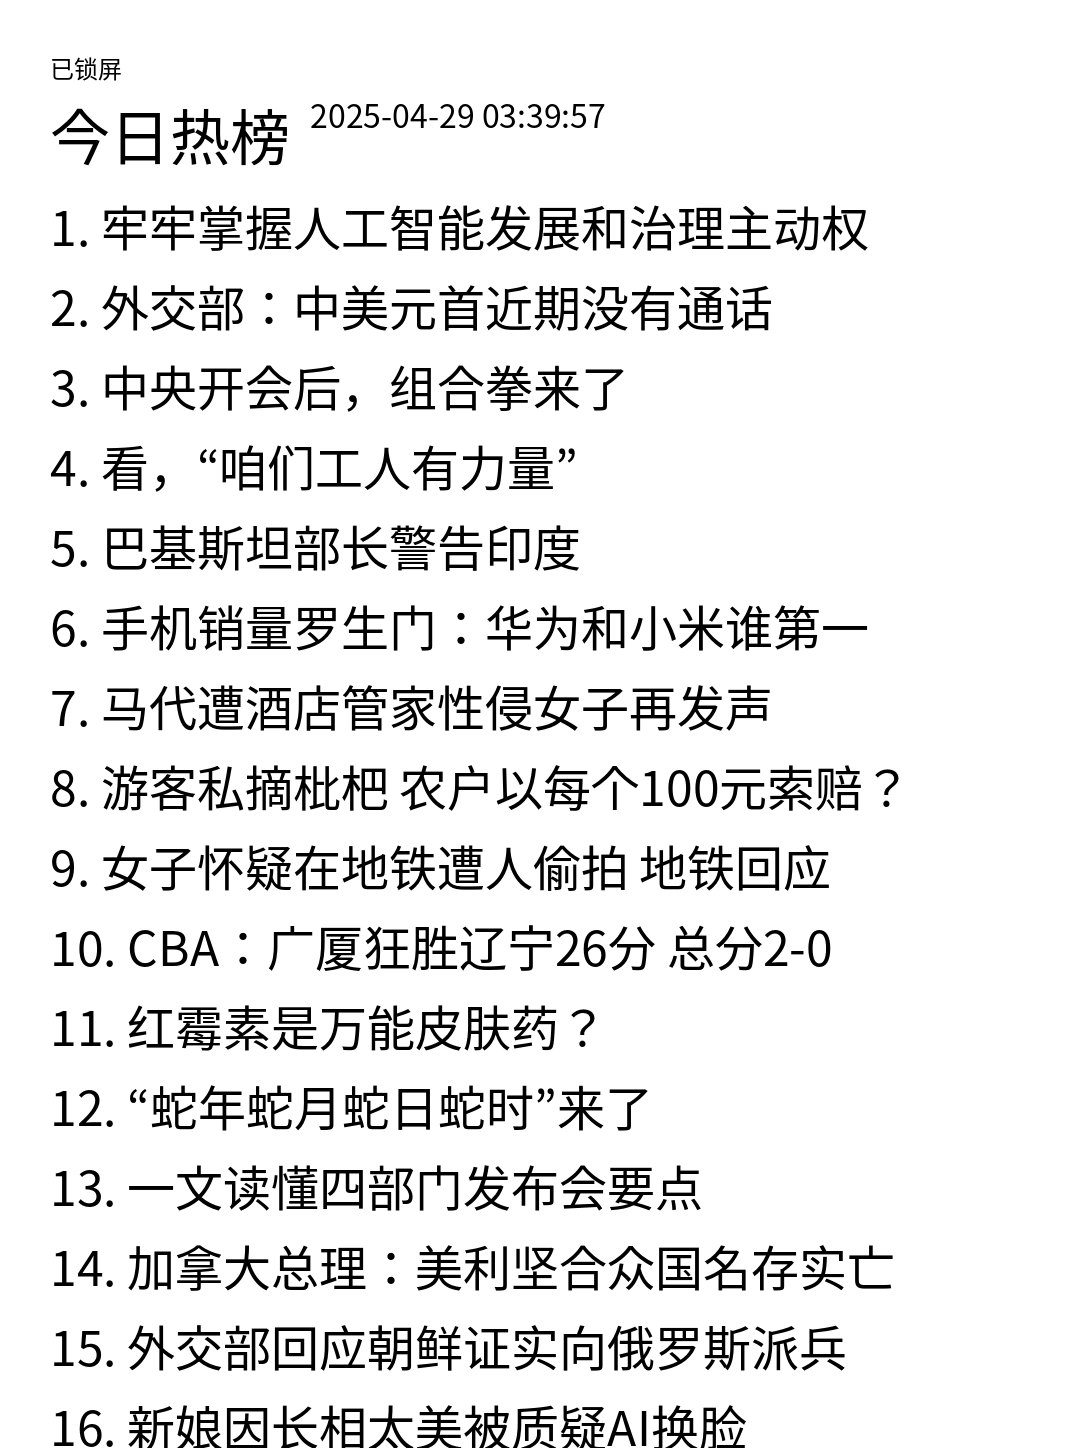 已锁屏
今日热榜 2025-04-29 03:39:57
1. 牢牢掌握人工智能发展和治理主动权
2. 外交部：中美元首近期没有通话
3. 中央开会后，组合拳来了
4. 看，“咱们工人有力量”
5. 巴基斯坦部长警告印度
6. 手机销量罗生门：华为和小米谁第一
7. 马代遭酒店管家性侵女子再发声
8. 游客私摘枇杷 农户以每个100元索赔？
9. 女子怀疑在地铁遭人偷拍 地铁回应
10. CBA：广厦狂胜辽宁26分 总分2-0
11. 红霉素是万能皮肤药？
12. “蛇年蛇月蛇日蛇时”来了
13. 一文读懂四部门发布会要点
14. 加拿大总理：美利坚合众国名存实亡
15. 外交部回应朝鲜证实向俄罗斯派兵
16. 新娘因长相太美被质疑AI换脸